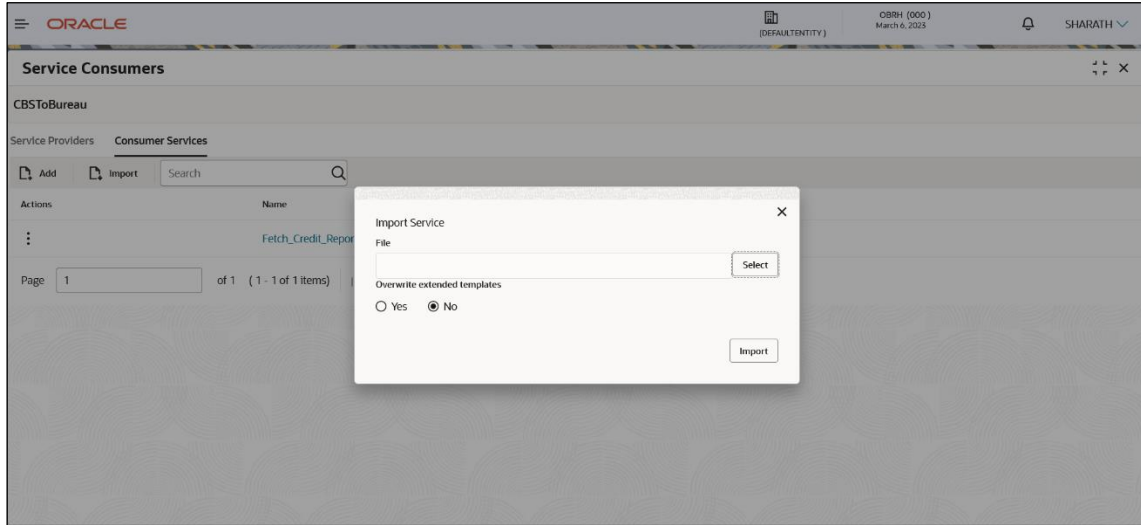 ORACLE
(DEFAULTENTITY )
OBRH (000 )
March 6, 2023
SHARATH
Service Consumers
CBSToBureau
Service Providers Consumer Services
Add Import Search
Actions Name
Fetch_Credit_Repor
Page 1 of 1 ( 1 - 1 of 1 items)
Import Service
File
Select
Overwrite extended templates
Yes No
Import